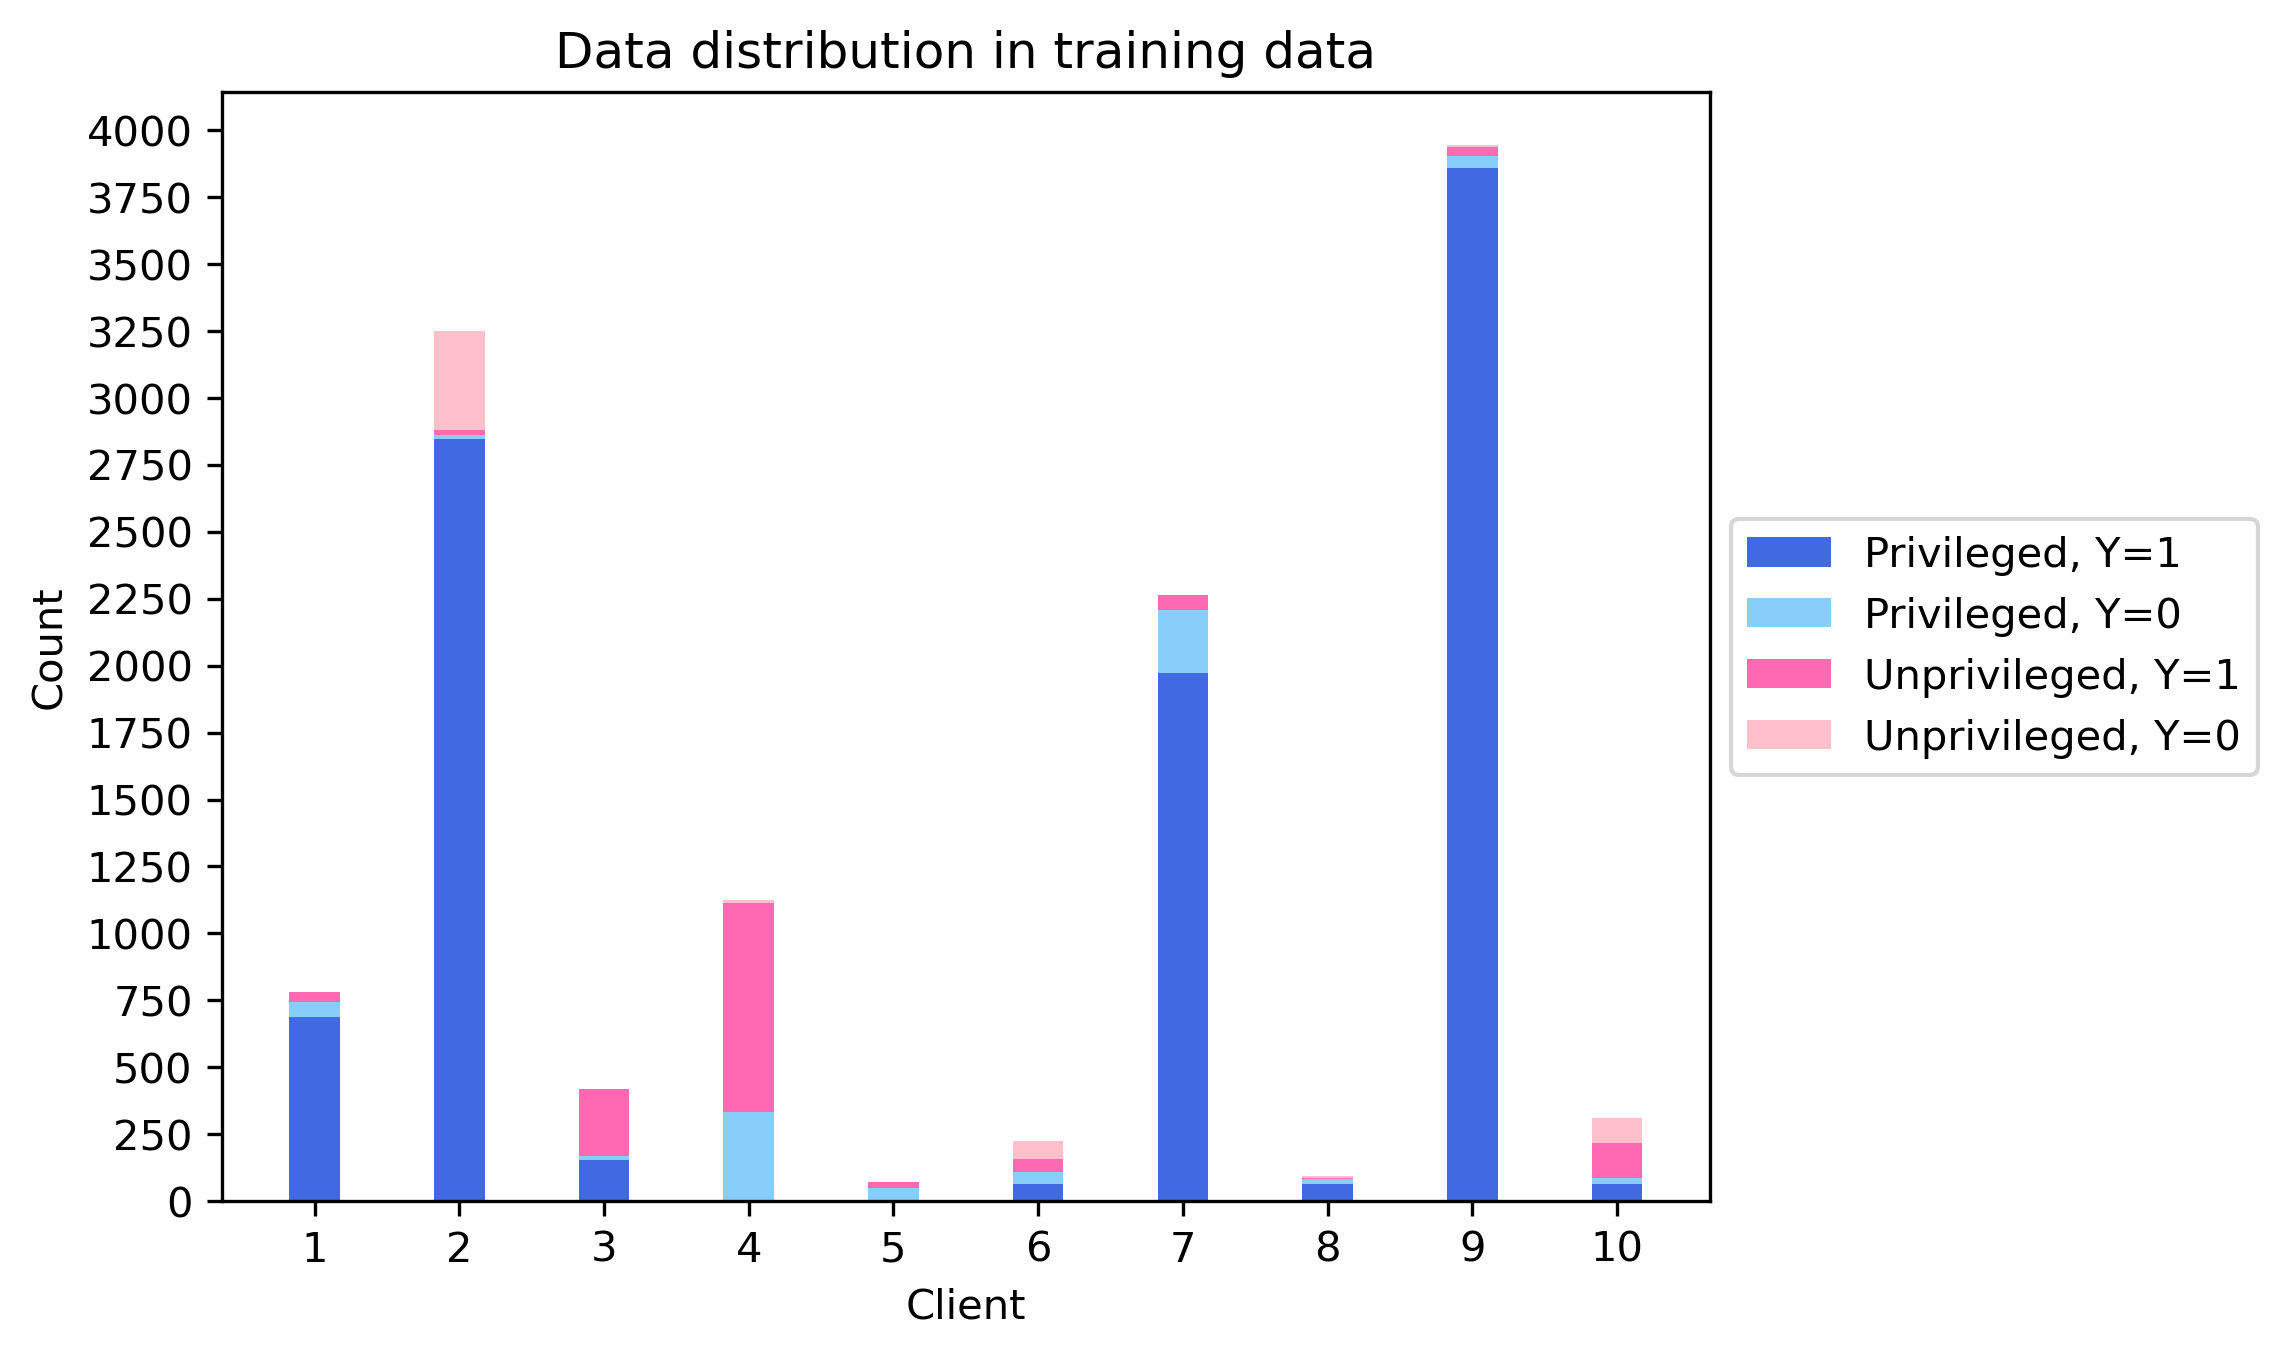 Data distribution in training data
4000
3750
3500
3250
3000
2750
2500
2250
2000
1750
1500
1250
1000
750
500
250
0
Count
1 2 3 4 5 6 7 8 9 10
Client
Privileged, Y=1
Privileged, Y=0
Unprivileged, Y=1
Unprivileged, Y=0